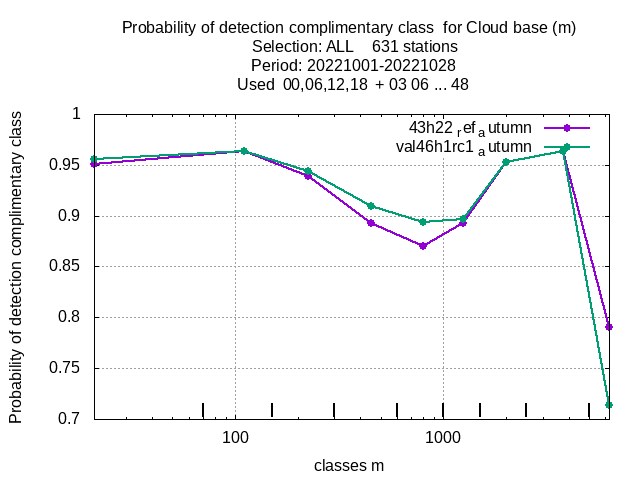 Probability of detection complimentary class  for Cloud base (m)
Selection: ALL    631 stations
Period: 20221001-20221028
Used  00,06,12,18  + 03 06 ... 48
Probability of detection complimentary class
1
0.95
0.9
0.85
0.8
0.75
0.7
43h22 ref a utumn
val46h1rc1 a utumn
100
1000
classes m